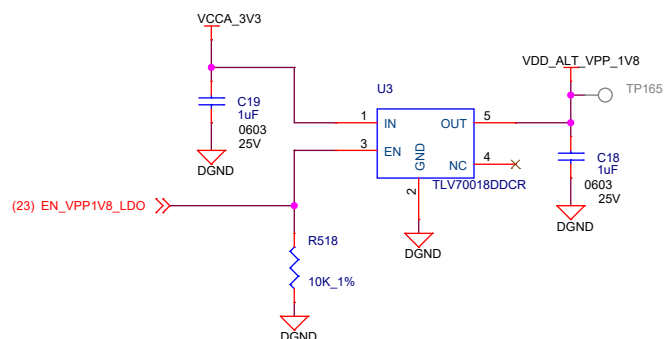 VCCA_3V3
VDD_ALT_VPP_1V8
TP165
U3
C19
1uF
0603
25V
1
IN
OUT
5
3
EN
GND
NC
4
2
TLV70018DDCR
C18
1uF
0603
25V
DGND
(23) EN_VPP1V8_LDO
R518
10K_1%
DGND
DGND
DGND